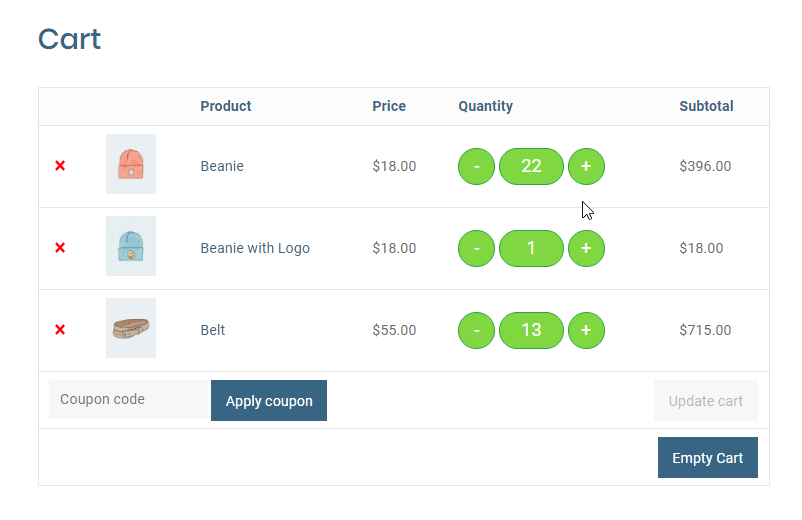 Cart
Product Price Quantity Subtotal
× Beanie $18.00 - 22 + $396.00
× Beanie with Logo $18.00 - 1 + $18.00
× Belt $55.00 - 13 + $715.00
Coupon code Apply coupon Update cart
Empty Cart